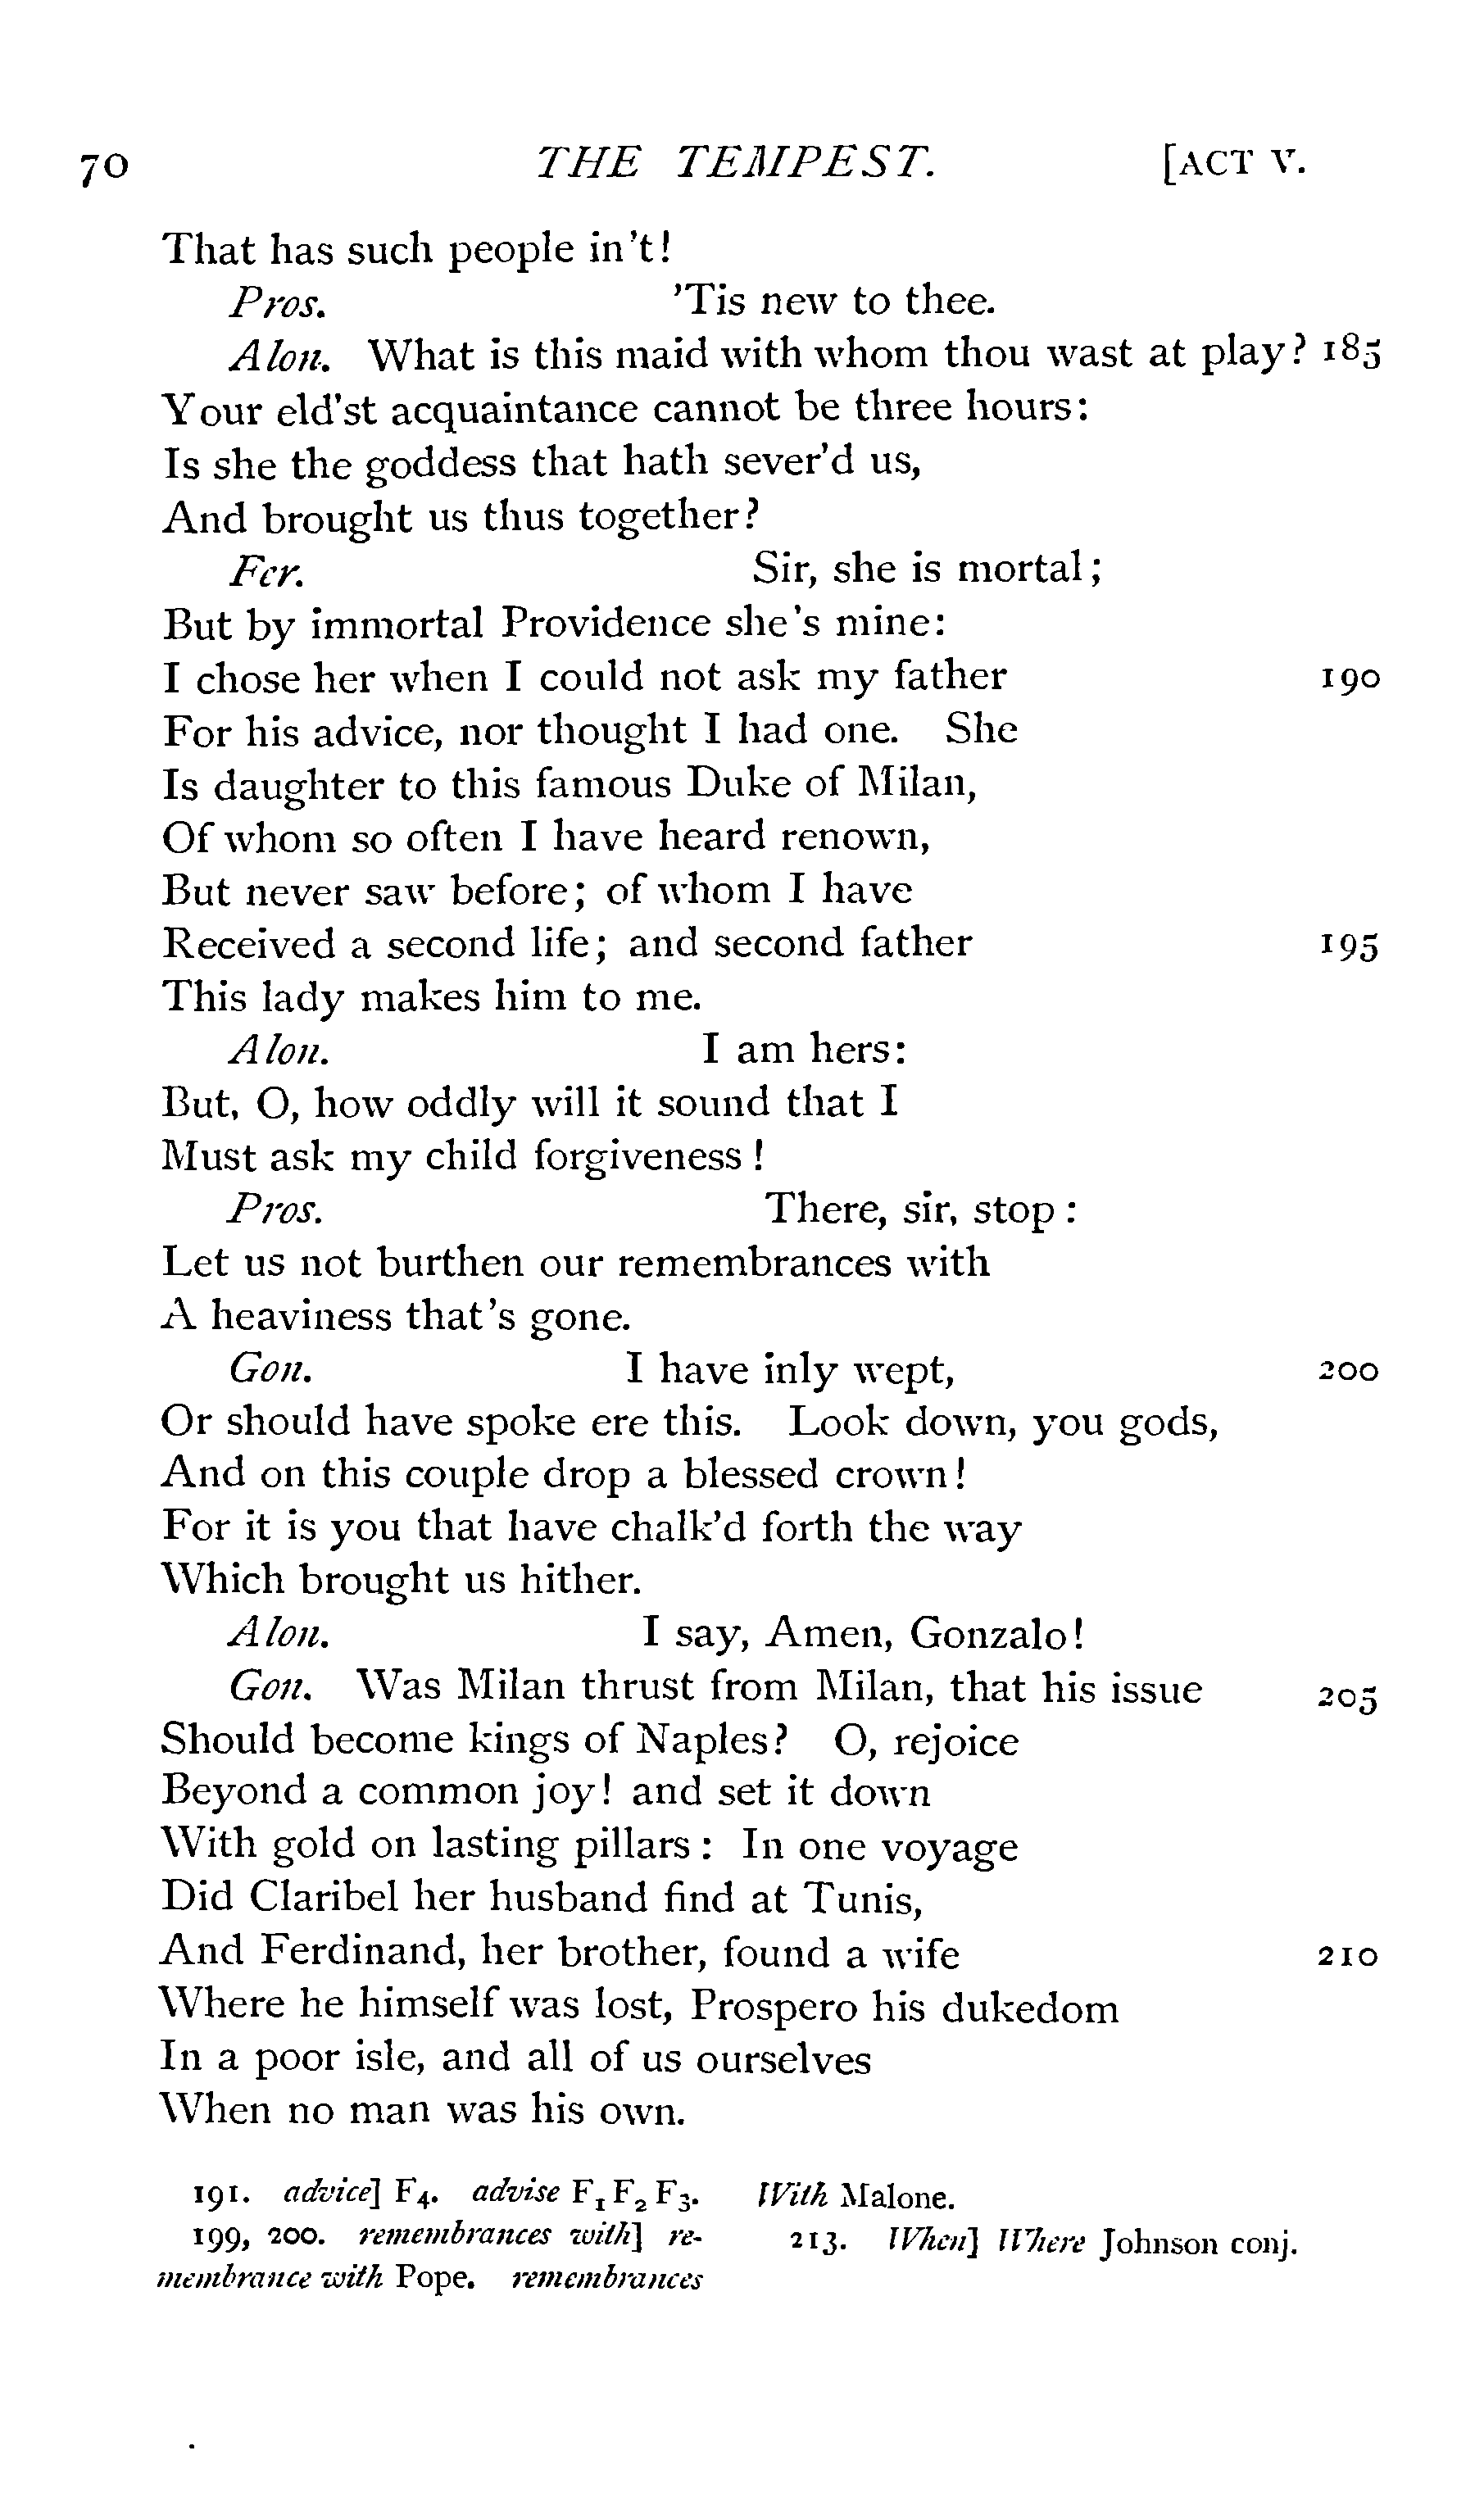 70 THE TEMPEST. [ACT V.
That has such people in't!
Pros. 'Tis new to thee.
Alon. What is this maid with whom thou wast at play? 185
Your eld'st acquaintance cannot be three hours:
Is she the goddess that hath sever'd us,
And brought us thus together?
Fer. Sir, she is mortal;
But by immortal Providence she's mine:
I chose her when I could not ask my father 190
For his advice, nor thought I had one. She
Is daughter to this famous Duke of Milan,
Of whom so often I have heard renown,
But never saw before; of whom I have
Received a second life; and second father 195
This lady makes him to me.
Alon. I am hers:
But, O, how oddly will it sound that I
Must ask my child forgiveness!
Pros. There, sir, stop:
Let us not burthen our remembrances with
A heaviness that's gone.
Gon. I have inly wept, 200
Or should have spoke ere this. Look down, you gods,
And on this couple drop a blessed crown!
For it is you that have chalk'd forth the way
Which brought us hither.
Alon. I say, Amen, Gonzalo!
Gon. Was Milan thrust from Milan, that his issue 205
Should become kings of Naples? O, rejoice
Beyond a common joy! and set it down
With gold on lasting pillars: In one voyage
Did Claribel her husband find at Tunis,
And Ferdinand, her brother, found a wife 210
Where he himself was lost, Prospero his dukedom
In a poor isle, and all of us ourselves
When no man was his own.
191. advice] F4. advise F1 F2 F3.
199, 200. remembrances with] re-
membrance with Pope. remembrances
With Malone.
213. When] Where Johnson conj.